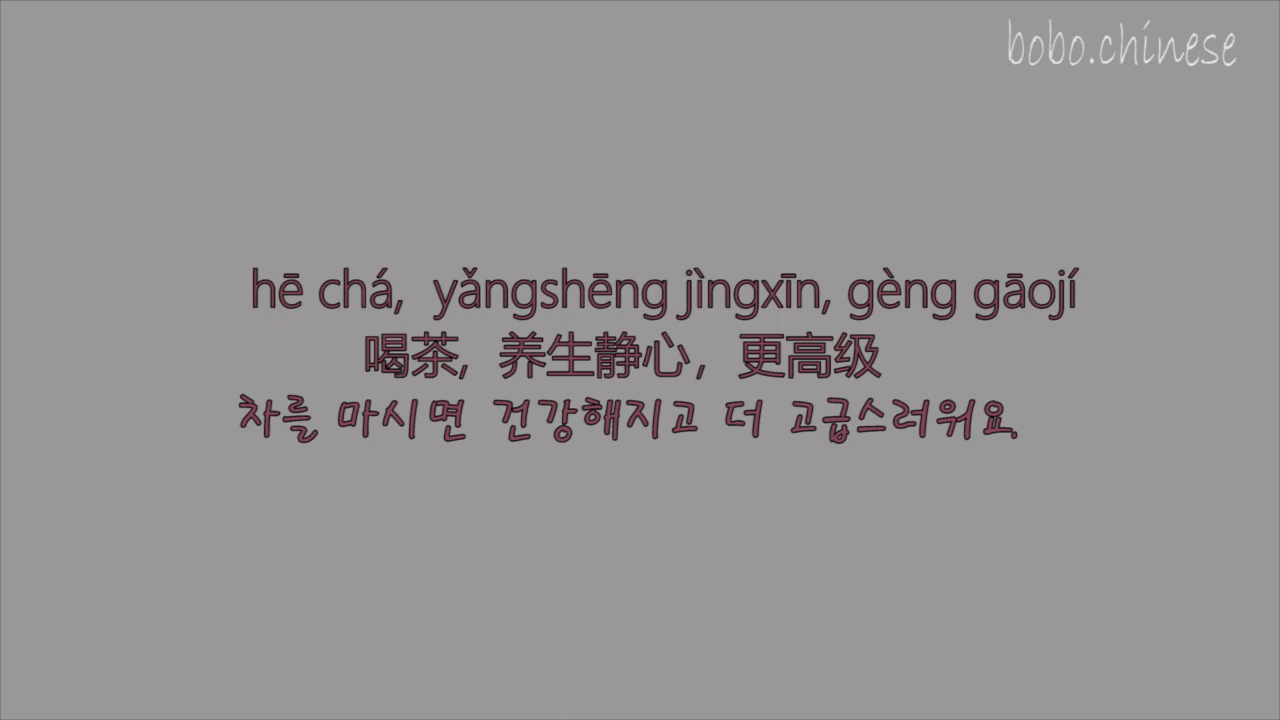 bobo.chinese
hē chá, yǎngshēng jìngxīn, gèng gāojí
喝茶, 养生静心, 更高级
차를 마시면 건강해지고 더 고급스러워요.